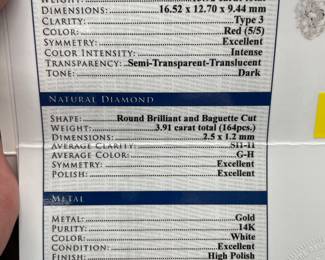 DIMENSIONS: 16.52 x 12.70 x 9.44 mm
CLARITY: Type 3
COLOR: Red (5/5)
SYMMETRY: Excellent
COLOR INTENSITY: Intense
TRANSPARENCY: Semi-Transparent-Translucent
TONE: Dark
NATURAL DIAMOND
SHAPE: Round Brilliant and Baguette Cut
WEIGHT: 3.91 carat total (164pcs.)
DIMENSIONS: 2.5 x 1.2 mm
AVERAGE CLARITY: SI1-I1
AVERAGE COLOR: G-H
SYMMETRY: Excellent
POLISH: Excellent
METAL
METAL: Gold
PURITY: 14K
COLOR: White
CONDITION: Excellent
FINISH: High Polish